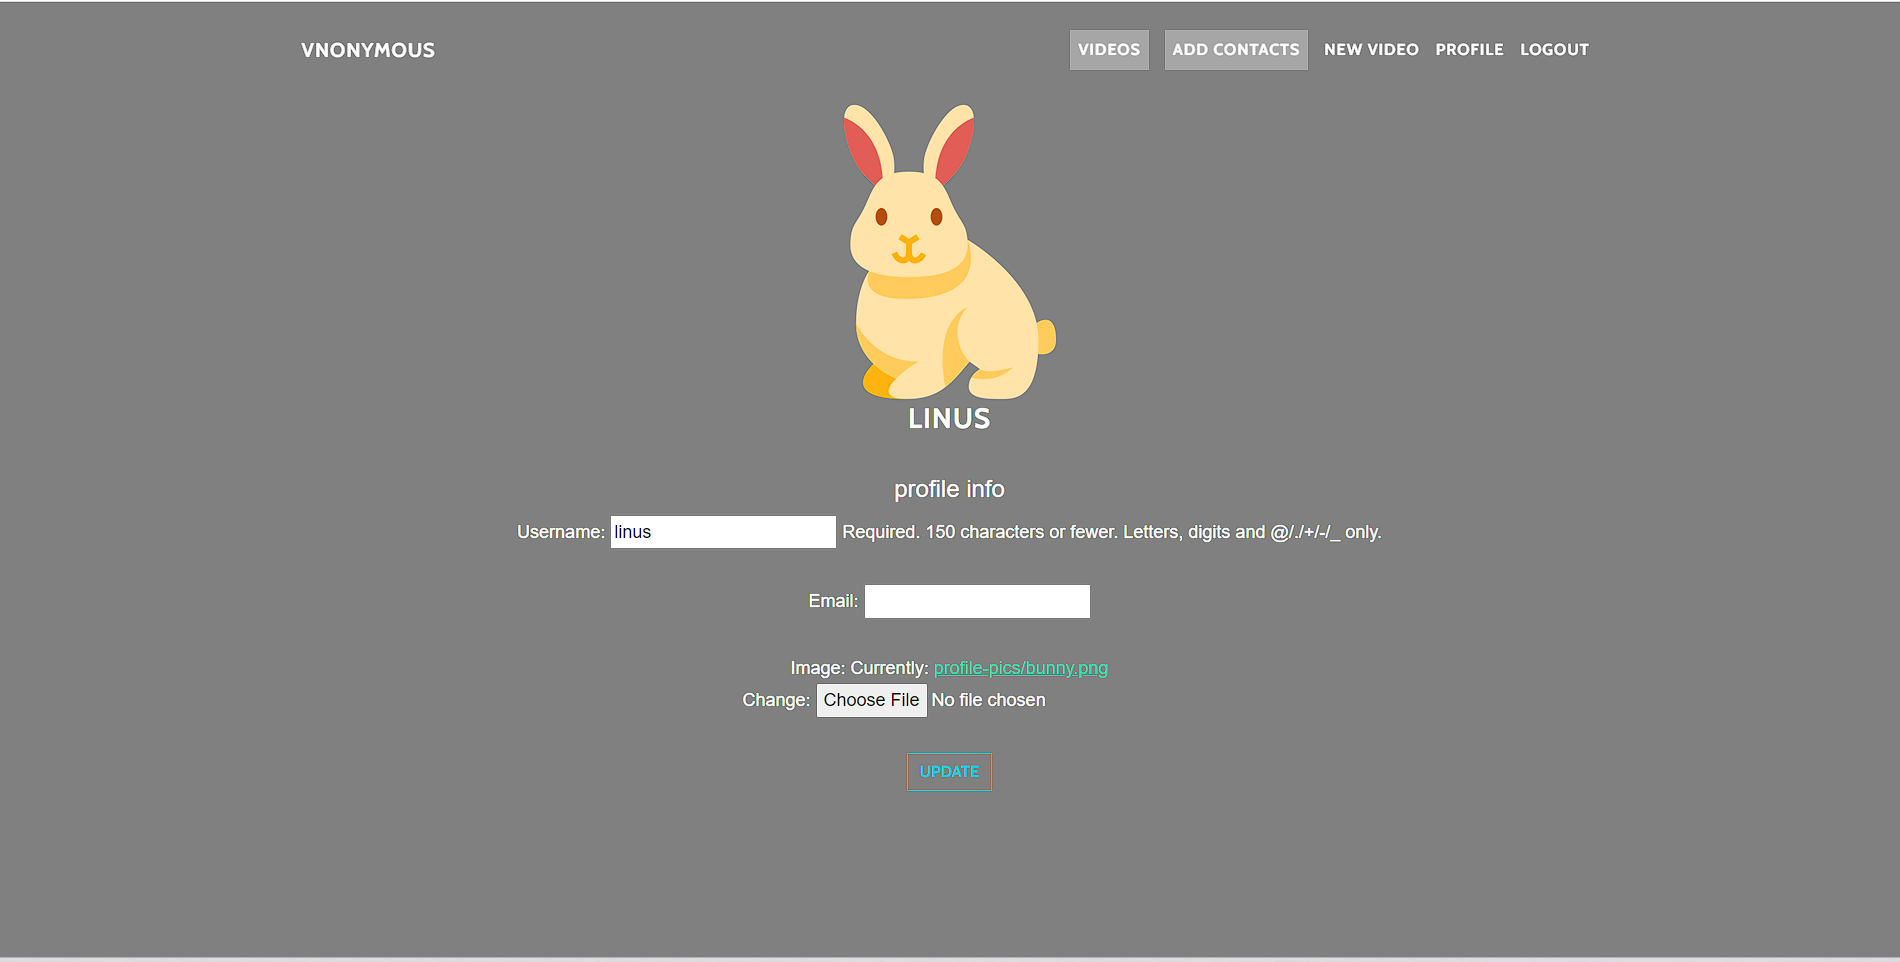 VNONYMOUS
VIDEOS ADD CONTACTS NEW VIDEO PROFILE LOGOUT
LINUS
profile info
Username: linus Required. 150 characters or fewer. Letters, digits and @/./+/-/_ only.
Email:
Image: Currently: profile-pics/bunny.png
Change: Choose File No file chosen
UPDATE